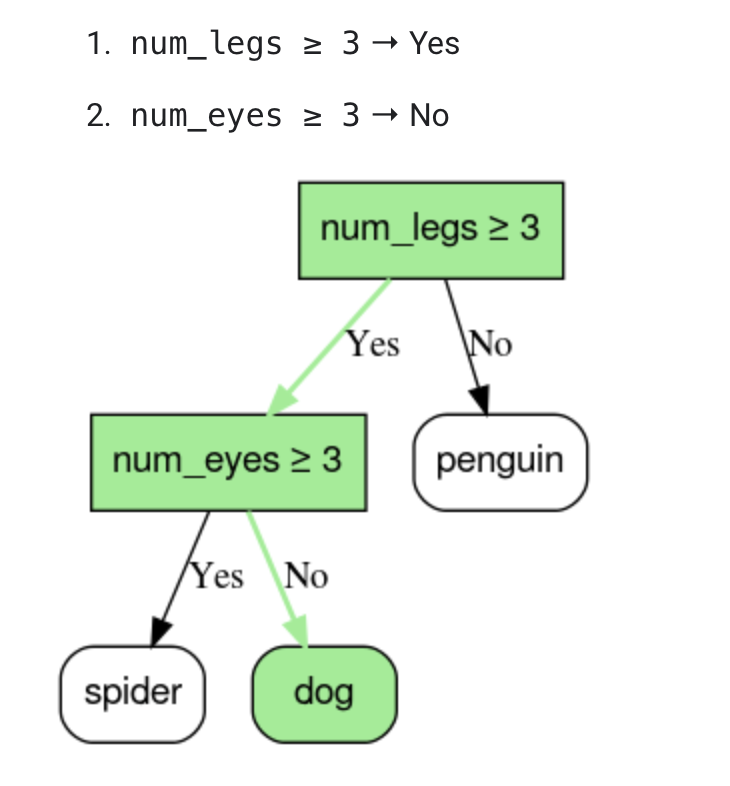 1. num_legs ≥ 3 → Yes
2. num_eyes ≥ 3 → No
num_legs ≥ 3
Yes No
num_eyes ≥ 3 penguin
Yes No
spider dog